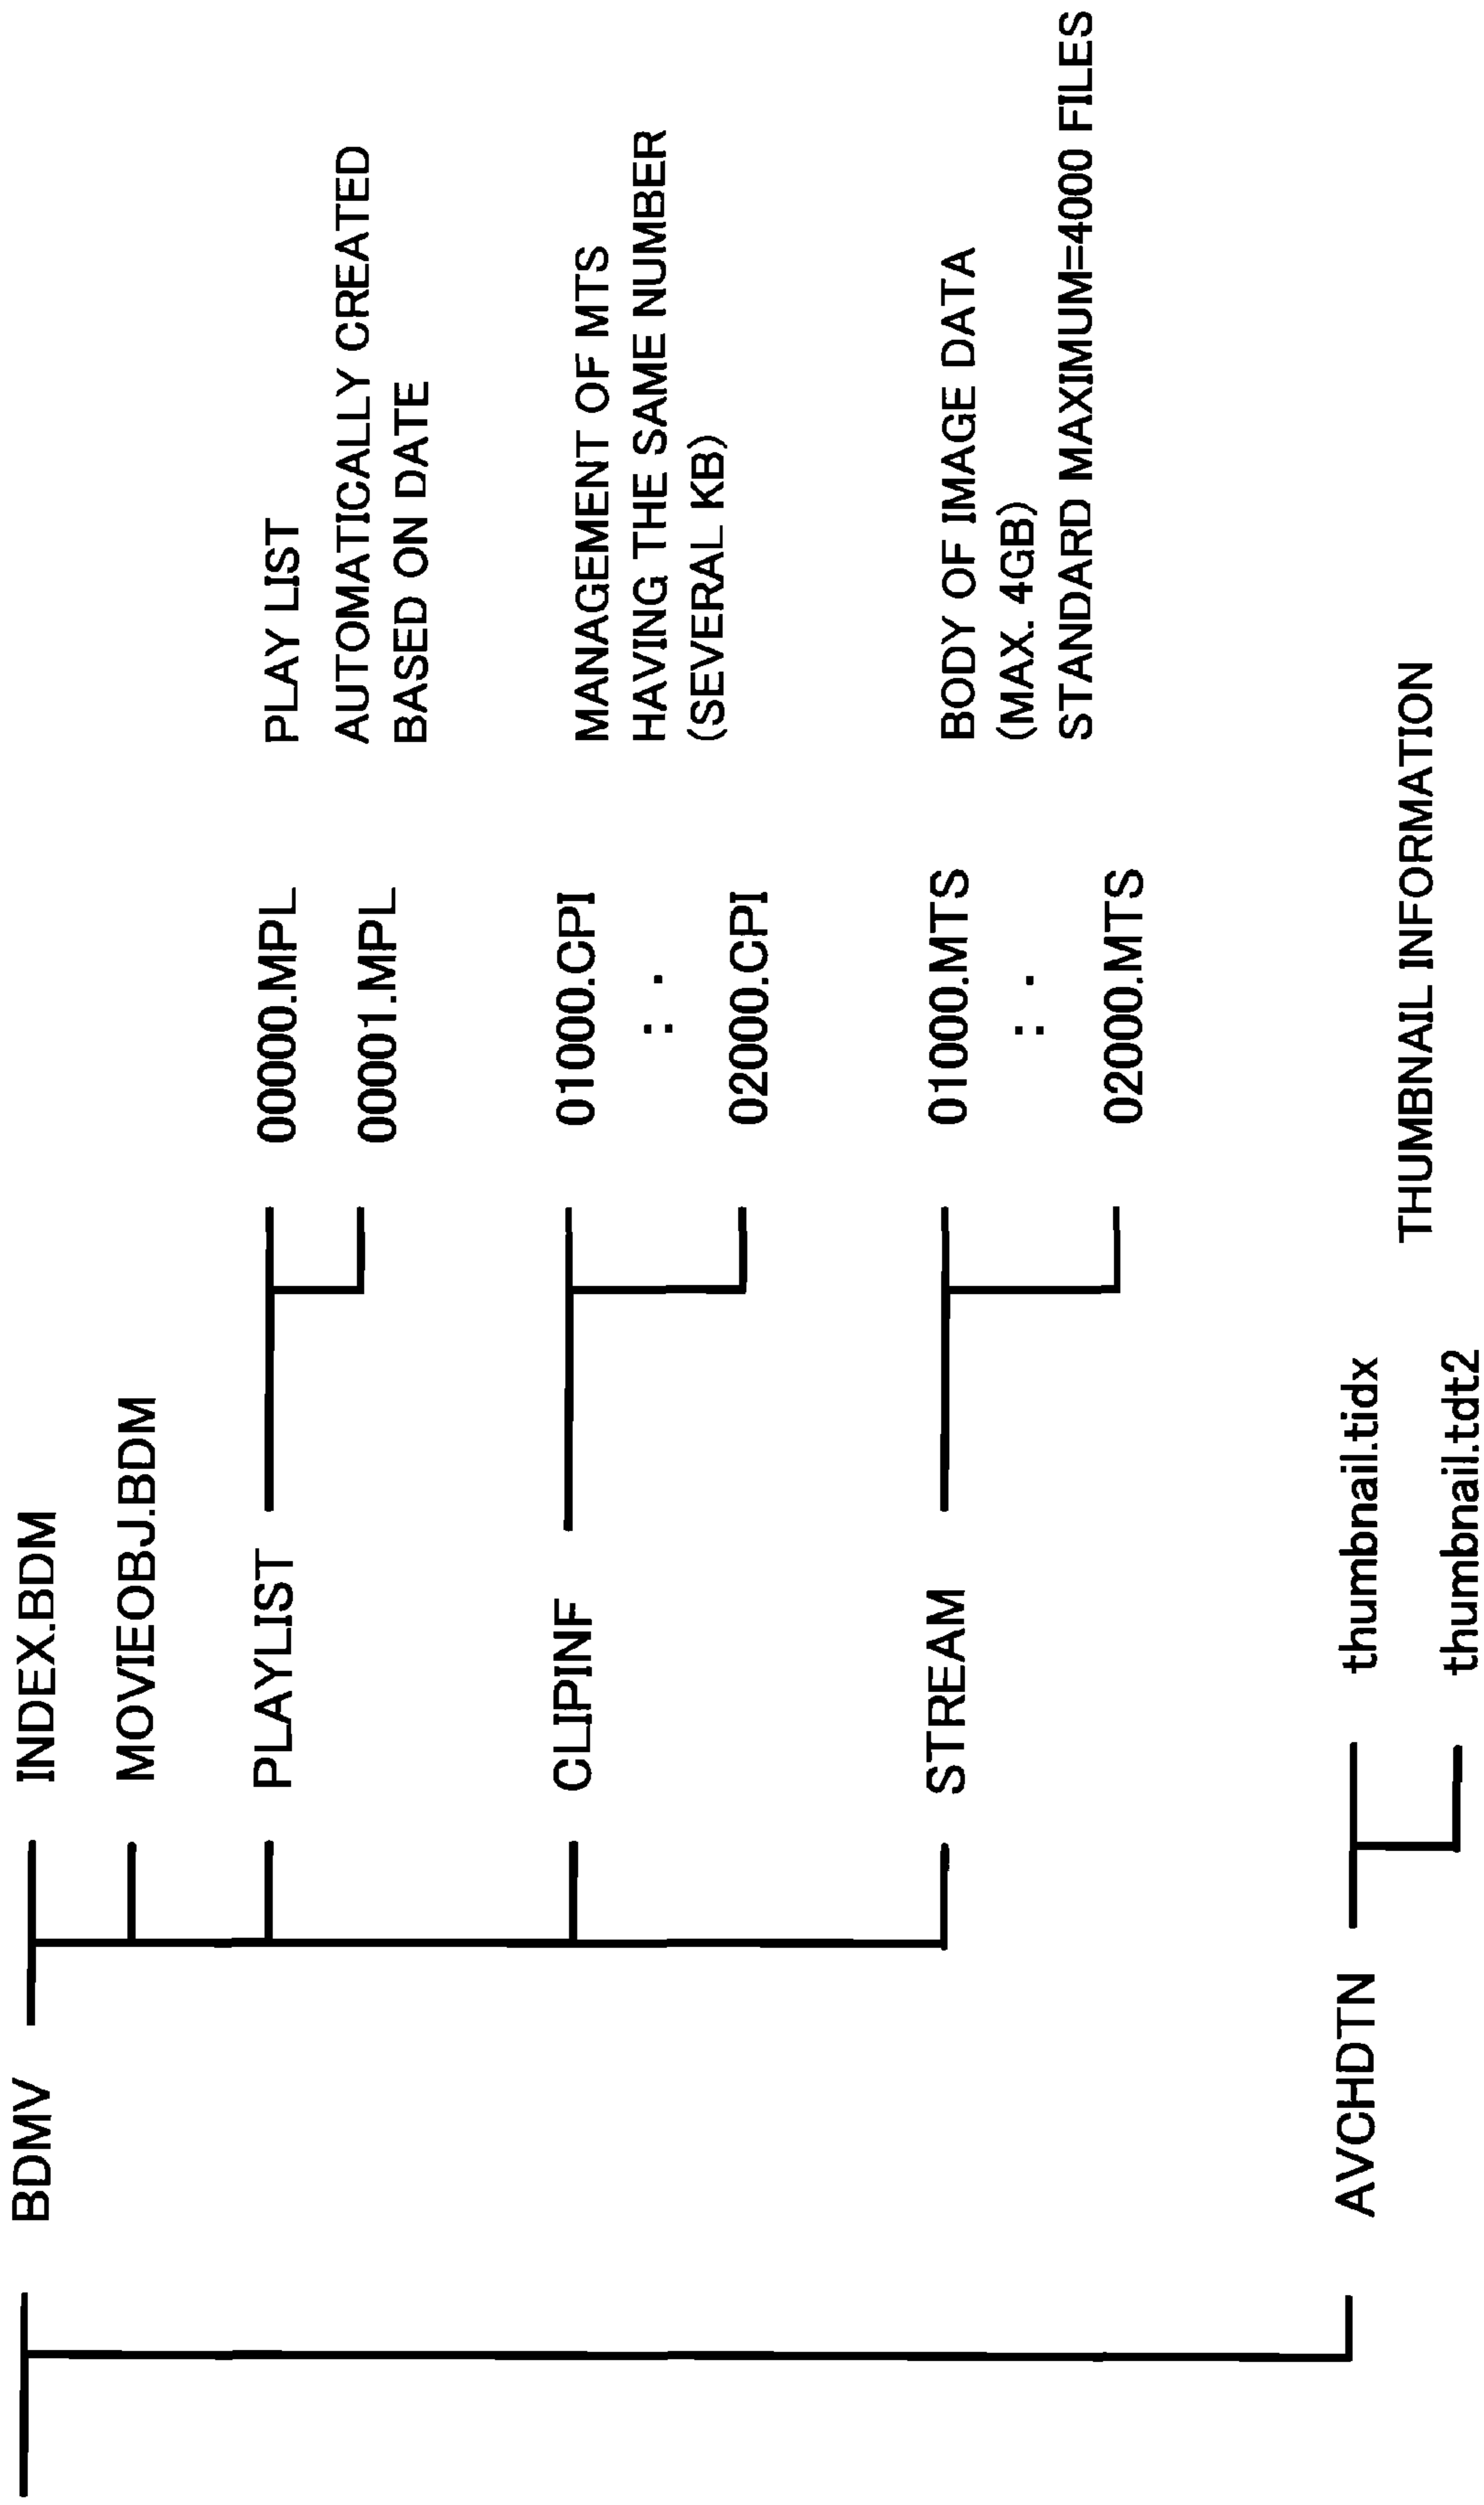 BDMV
INDEX.BDM
MOVIEOBJ.BDM
PLAYLIST
00000.MPL
00001.MPL
PLAY LIST
AUTOMATICALLY CREATED
BASED ON DATE
CLIPINF
01000.CPI
02000.CPI
MANAGEMENT OF MTS
HAVING THE SAME NUMBER
(SEVERAL KB)
STREAM
01000.MTS
02000.MTS
BODY OF IMAGE DATA
(MAX. 4GB)
STANDARD MAXIMUM=4000 FILES
AVCHDTN
thumbnail.tidx
thumbnail.tdt2
THUMBNAIL INFORMATION